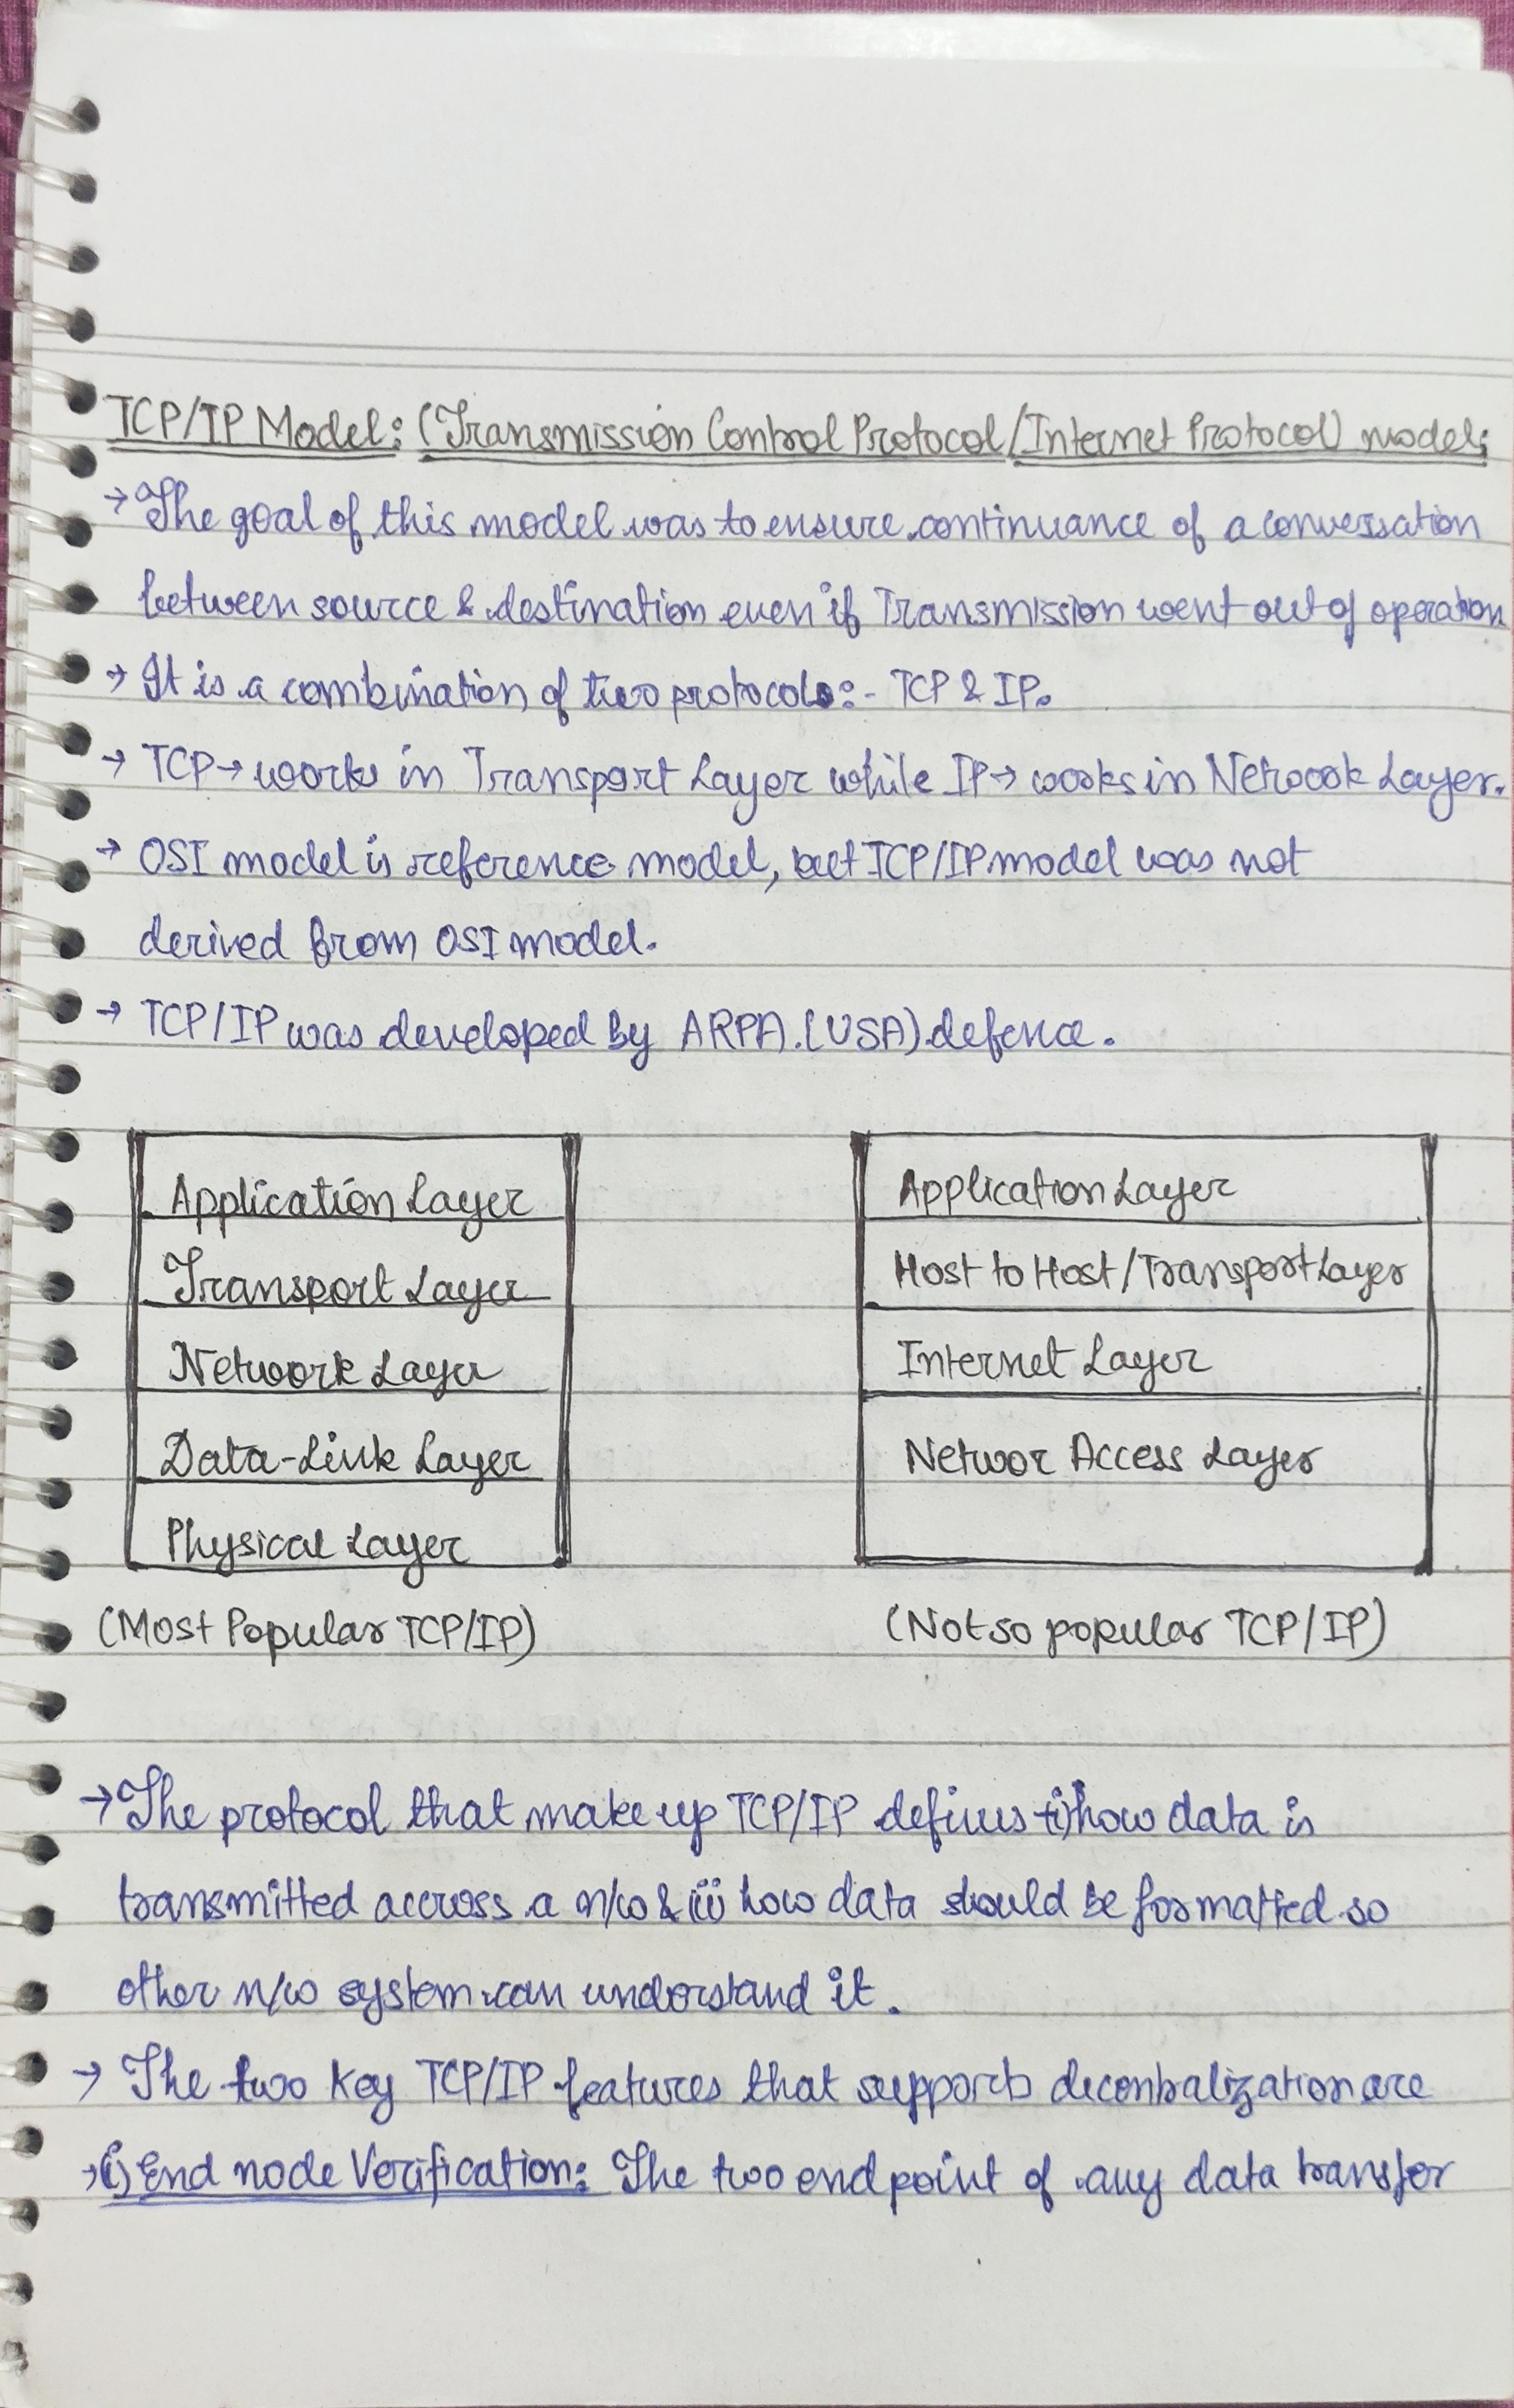 TCP/IP Model: (Transmission Control Protocol/Internet Protocol) model:
→ The goal of this model was to ensure continuance of a conversation
between source & destination even if Transmission went out of operation
→ It is a combination of two protocols:- TCP & IP.
→ TCP → works in Transport Layer while IP → works in Network Layer.
→ OSI model is reference model, but TCP/IP model was not
derived from OSI model.
→ TCP/IP was developed by ARPA (USA) defence.
Application Layer
Transport Layer
Network Layer
Data-Link Layer
Physical Layer
(Most Popular TCP/IP)
Application Layer
Host to Host/Transport Layer
Internet Layer
Networ Access Layer
(Not so popular TCP/IP)
→ The protocol that make up TCP/IP defines i) how data is
transmitted accross a n/w & ii) how data should be formatted so
other n/w system can understand it.
→ The two key TCP/IP features that supports decentralization are
→ (i) End node Verification: The two end point of any data transfer